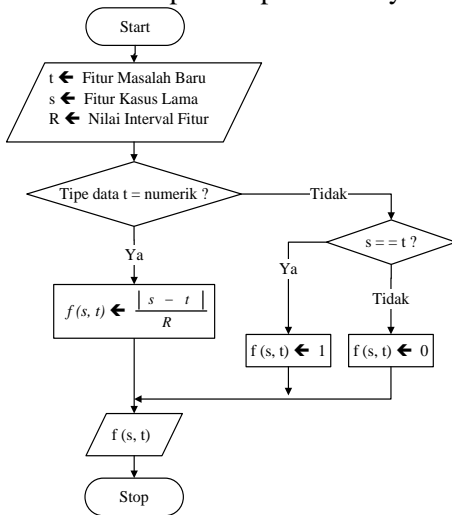 Start
t 🡸 Fitur Masalah Baru
s 🡸 Fitur Kasus Lama
R 🡸 Nilai Interval Fitur
Tipe data t = numerik ?
Tidak
s = = t ?
Ya
Ya
Tidak
f (s, t) 🡸 | s − t |
R
f (s, t) 🡸 1
f (s, t) 🡸 0
f (s, t)
Stop